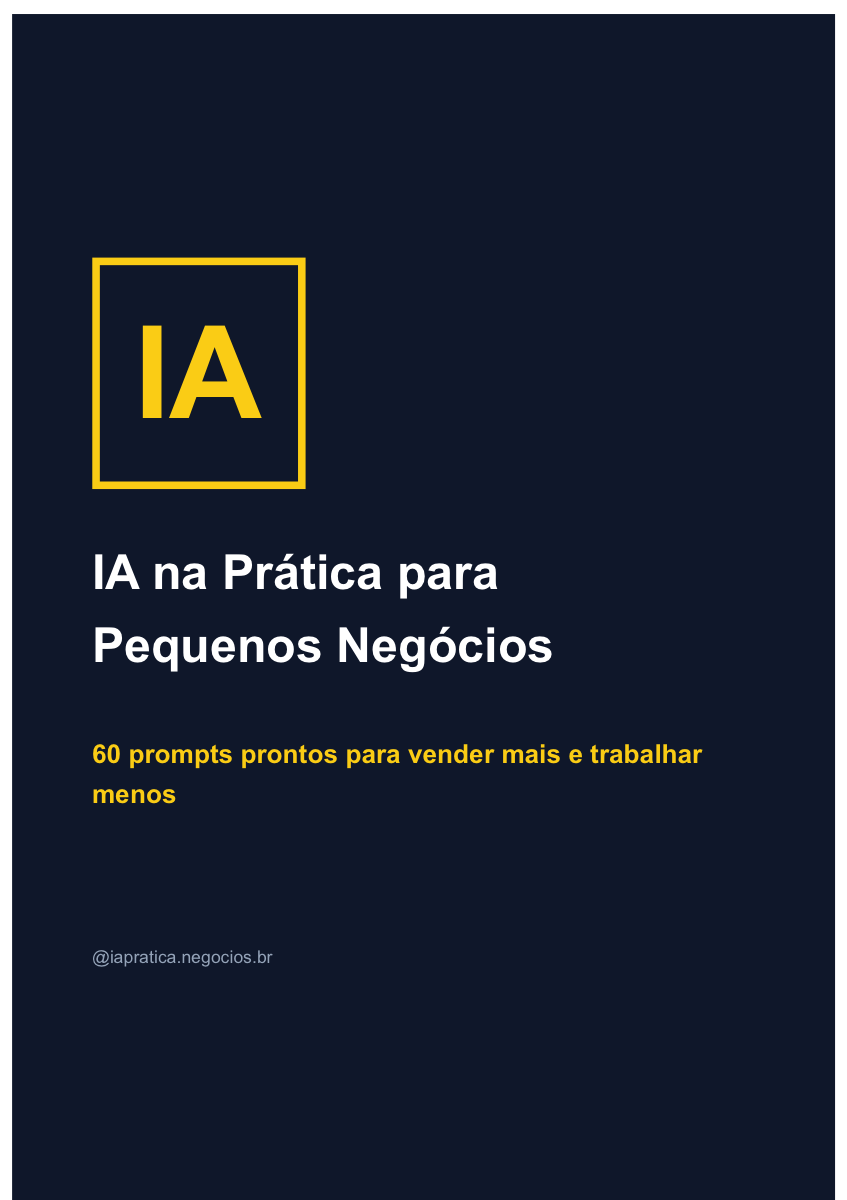 IA
IA na Prática para
Pequenos Negócios
60 prompts prontos para vender mais e trabalhar
menos
@iapratica.negocios.br